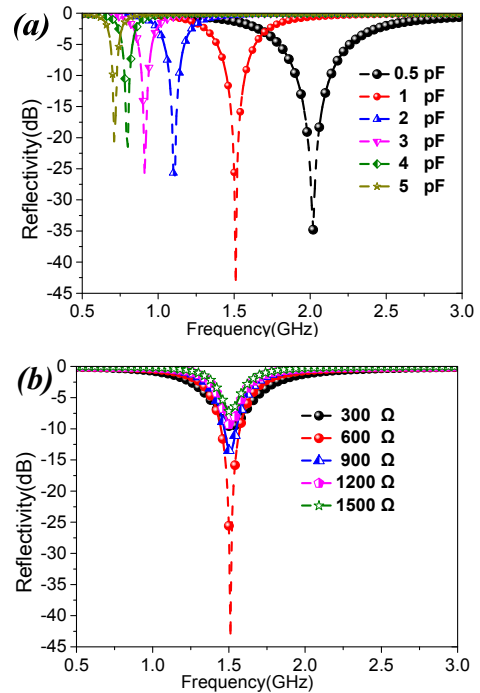 (a)
0
-5
-10
-15
-20
-25
-30
-35
-40
-45
Reflectivity(dB)
0.5 pF
1 pF
2 pF
3 pF
4 pF
5 pF
0.5 1.0 1.5 2.0 2.5 3.0
Frequency(GHz)
(b)
0
-5
-10
-15
-20
-25
-30
-35
-40
-45
Reflectivity(dB)
300 Ω
600 Ω
900 Ω
1200 Ω
1500 Ω
0.5 1.0 1.5 2.0 2.5 3.0
Frequency(GHz)